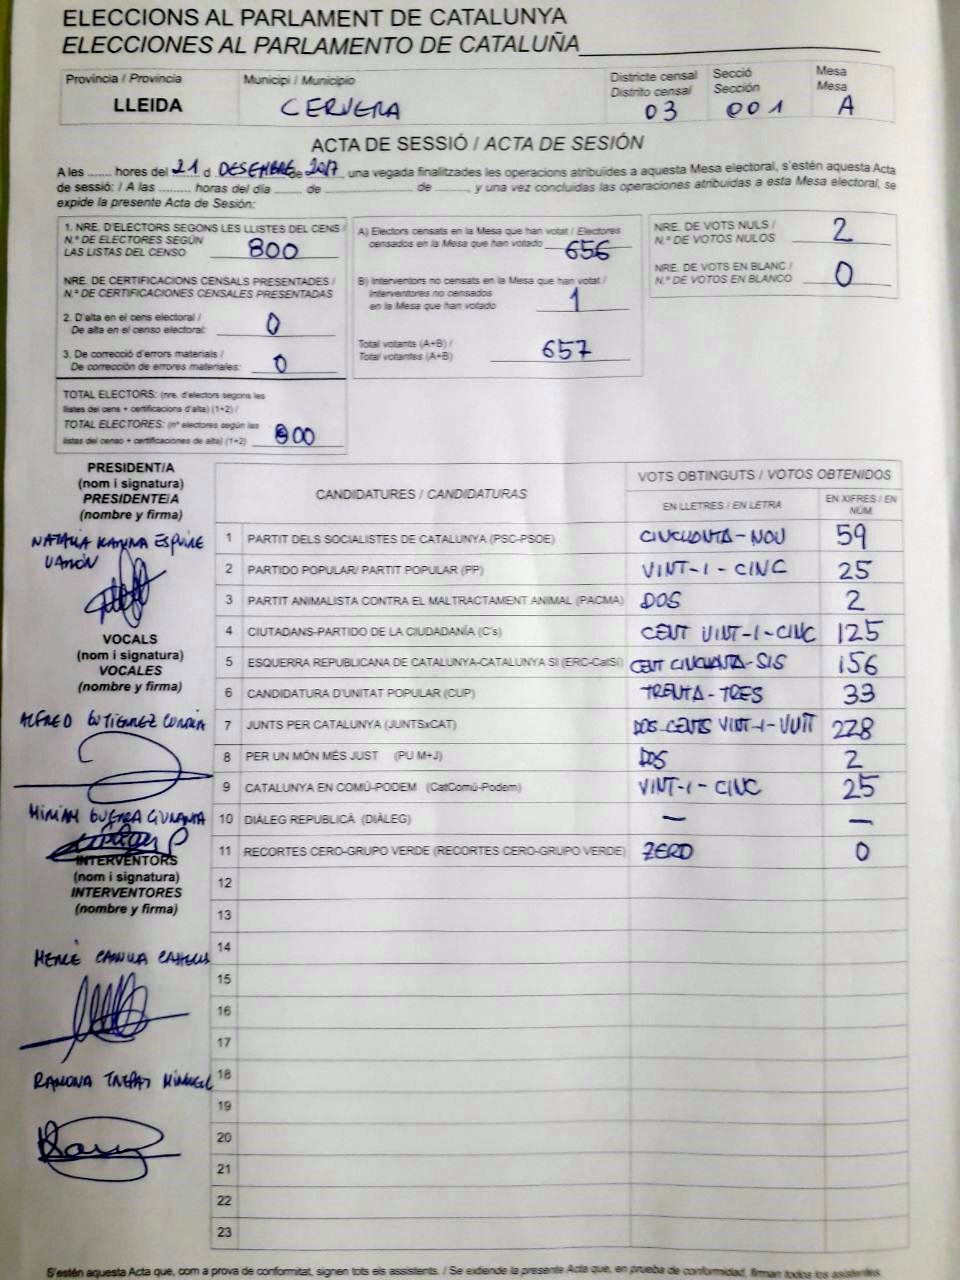 ELECCIONS AL PARLAMENT DE CATALUNYA
ELECCIONES AL PARLAMENTO DE CATALUÑA
Província / Provincia
LLEIDA
Municipi / Municipio
CERVERA
Districte censal
Distrito censal
03
Secció
Sección
001
Mesa
Mesa
A
ACTA DE SESSIÓ / ACTA DE SESIÓN
A les ....... hores del 21 d DESEMBRE de 2017, una vegada finalitzades les operacions atribuïdes a aquesta Mesa electoral, s'estén aquesta Acta
de sessió: / A las ......... horas del día ...... de .................. de ........., y una vez concluidas las operaciones atribuidas a esta Mesa electoral, se
expide la presente Acta de Sesión:
1. NRE. D'ELECTORS SEGONS LES LLISTES DEL CENS /
N.º DE ELECTORES SEGÚN
LAS LISTAS DEL CENSO 800
NRE. DE CERTIFICACIONS CENSALS PRESENTADES /
N.º DE CERTIFICACIONES CENSALES PRESENTADAS
2. D'alta en el cens electoral /
De alta en el censo electoral: 0
3. De correcció d'errors materials /
De corrección de errores materiales: 0
TOTAL ELECTORS: (nre. d'electors segons les
llistes del cens + certificacions d'alta) (1+2) /
TOTAL ELECTORES: (nº electores según las
listas del censo + certificaciones de alta) (1+2) 800
A) Electors censats en la Mesa que han votat / Electores
censados en la Mesa que han votado 656
B) Interventors no censats en la Mesa que han votat /
Interventores no censados
en la Mesa que han votado 1
Total votants (A+B) /
Total votantes (A+B) 657
NRE. DE VOTS NULS /
N.º DE VOTOS NULOS 2
NRE. DE VOTS EN BLANC /
N.º DE VOTOS EN BLANCO 0
PRESIDENT/A
(nom i signatura)
PRESIDENTE/A
(nombre y firma)
NATALIA
VOCALS
(nom i signatura)
VOCALES
(nombre y firma)
ALFREDO GUTIERREZ
MIRIAM
INTERVENTORS
(nom i signatura)
INTERVENTORES
(nombre y firma)
MERCÈ
RAMONA
CANDIDATURES / CANDIDATURAS
VOTS OBTINGUTS / VOTOS OBTENIDOS
EN LLETRES / EN LETRA
EN XIFRES / EN
NÚM.
1 PARTIT DELS SOCIALISTES DE CATALUNYA (PSC-PSOE) CINCUANTA-NOU 59
2 PARTIDO POPULAR/ PARTIT POPULAR (PP) VINT-I-CINC 25
3 PARTIT ANIMALISTA CONTRA EL MALTRACTAMENT ANIMAL (PACMA) DOS 2
4 CIUTADANS-PARTIDO DE LA CIUDADANÍA (C's) CENT VINT-I-CINC 125
5 ESQUERRA REPUBLICANA DE CATALUNYA-CATALUNYA SÍ (ERC-CatSí) CENT CINCUANTA-SIS 156
6 CANDIDATURA D'UNITAT POPULAR (CUP) TRENTA-TRES 33
7 JUNTS PER CATALUNYA (JUNTSxCAT) DOS-CENTS VINT-I-VUIT 228
8 PER UN MÓN MÉS JUST (PU M+J) DOS 2
9 CATALUNYA EN COMÚ-PODEM (CatComú-Podem) VINT-I-CINC 25
10 DIÀLEG REPUBLICÀ (DIÀLEG) — —
11 RECORTES CERO-GRUPO VERDE (RECORTES CERO-GRUPO VERDE) ZERO 0
12
13
14
15
16
17
18
19
20
21
22
23
S'estén aquesta Acta que, com a prova de conformitat, signen tots els assistents. / Se extiende la presente Acta que, en prueba de conformidad, firman todos los asistentes.